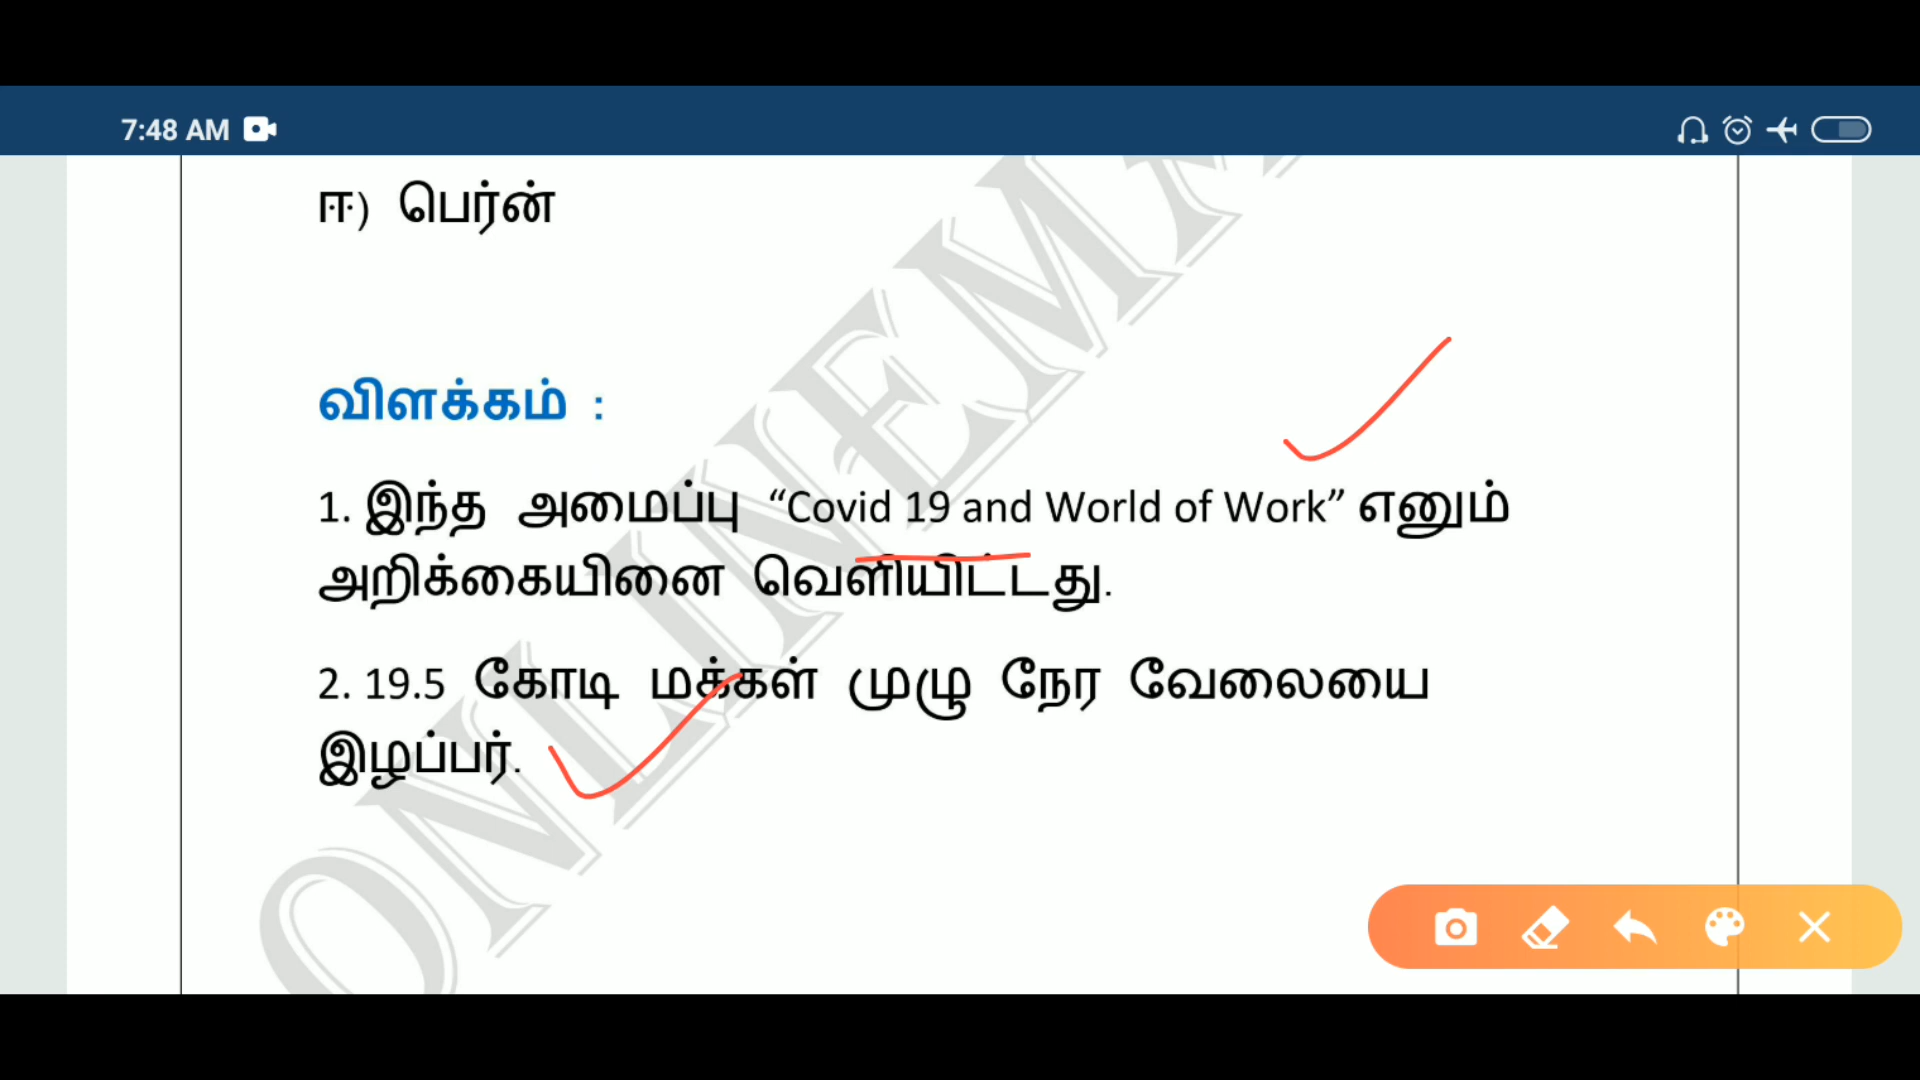 7:48 AM
ஈ) பெர்ன்
விளக்கம் :
1. இந்த அமைப்பு “Covid 19 and World of Work” எனும்
அறிக்கையினை வெளியிட்டது.
2. 19.5 கோடி மக்கள் முழு நேர வேலையை
இழப்பர்.
ONLINEM